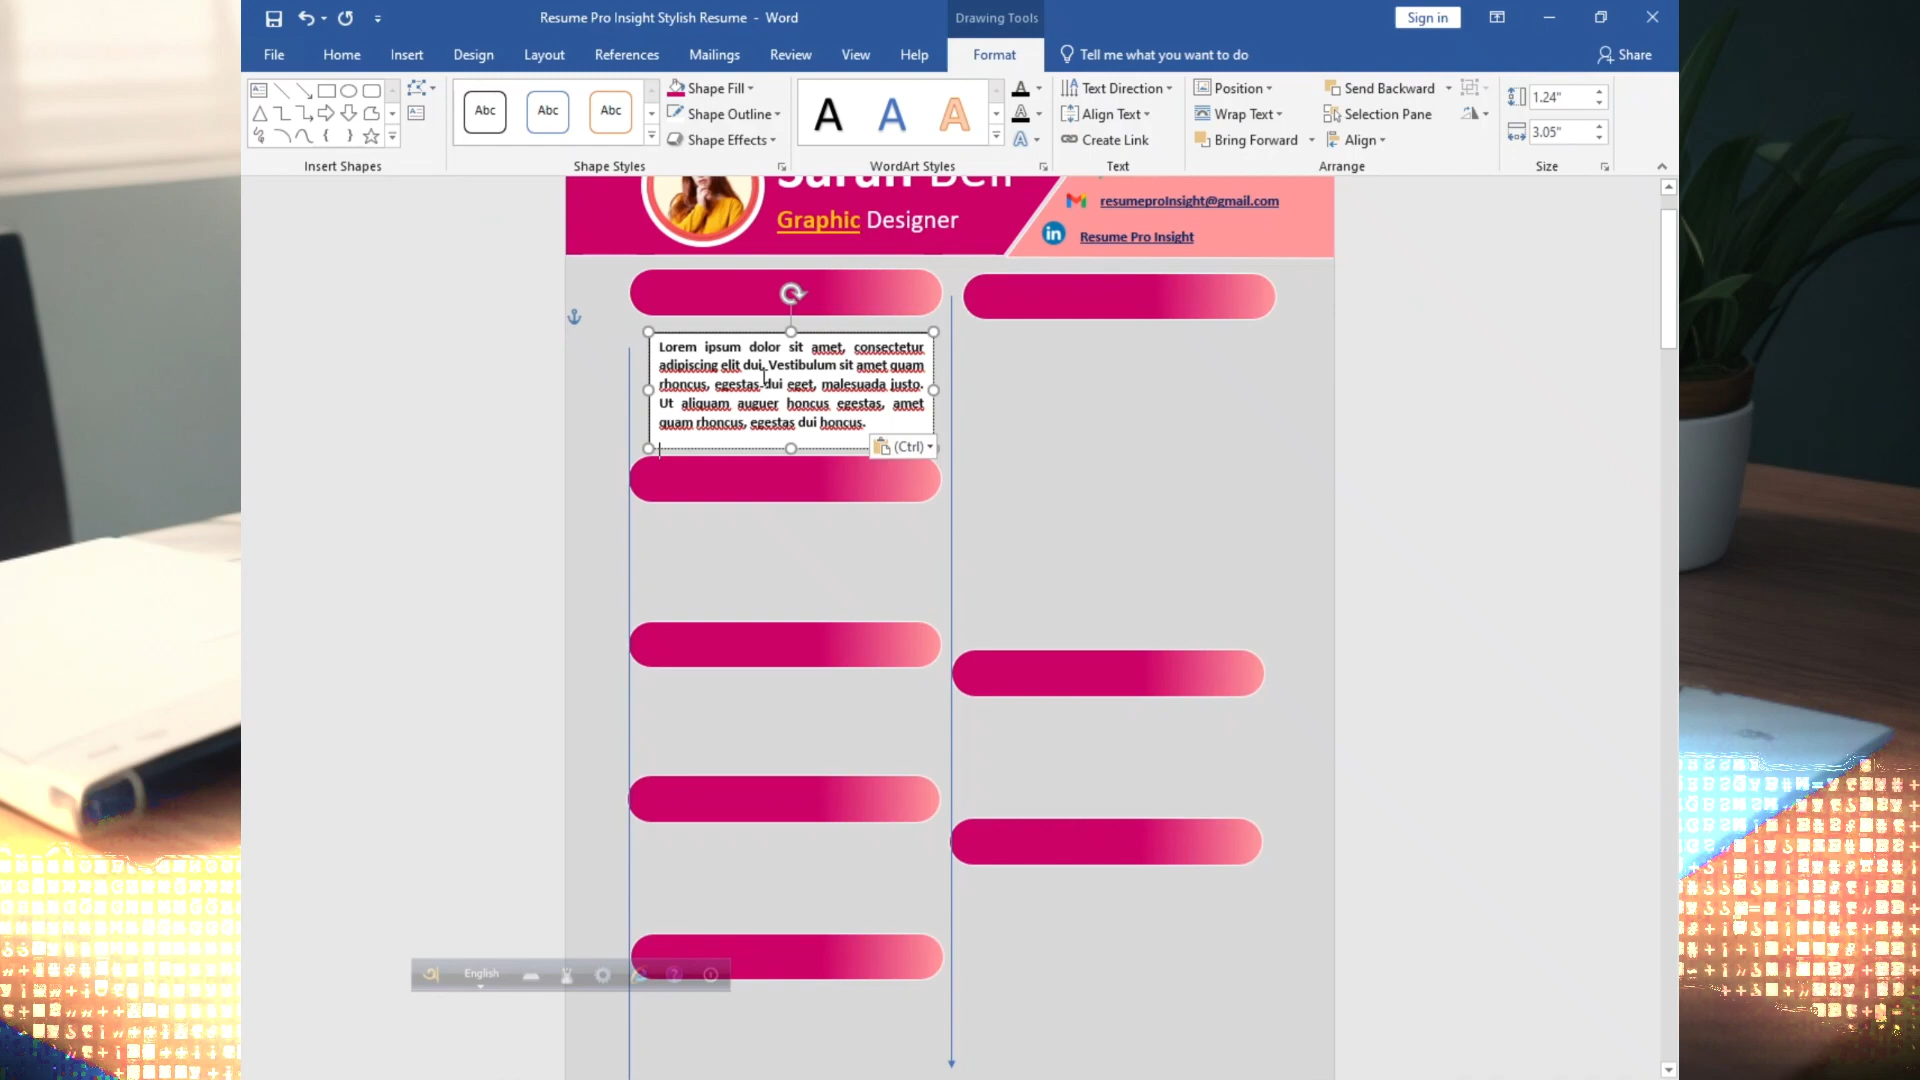 Resume Pro Insight Stylish Resume - Word
Drawing Tools
Sign in
File Home Insert Design Layout References Mailings Review View Help Format Tell me what you want to do Share
Abc Abc Abc
Shape Fill
Shape Outline
Shape Effects
A A A
A
A
A
Text Direction
Align Text
Create Link
Position
Wrap Text
Bring Forward
Send Backward
Selection Pane
Align
1.24"
3.05"
Insert Shapes Shape Styles WordArt Styles Text Arrange Size
Sarah Bell
Graphic Designer
resumeproInsight@gmail.com
in Resume Pro Insight
Lorem ipsum dolor sit amet, consectetur
adipiscing elit dui. Vestibulum sit amet quam
rhoncus, egestas dui eget, malesuada justo.
Ut aliquam auguer honcus egestas, amet
quam rhoncus, egestas dui honcus.
(Ctrl)
English